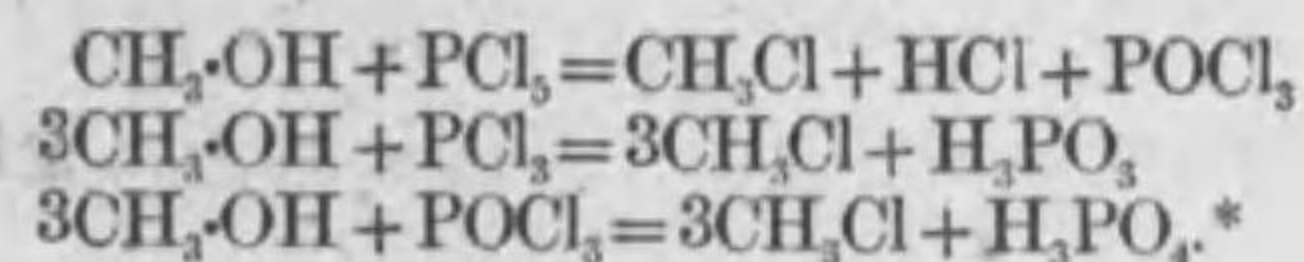 CH₃·OH+PCl₅=CH₃Cl+HCl+POCl₃
3CH₃·OH+PCl₃=3CH₃Cl+H₃PO₃
3CH₃·OH+POCl₃=3CH₃Cl+H₃PO₄.*